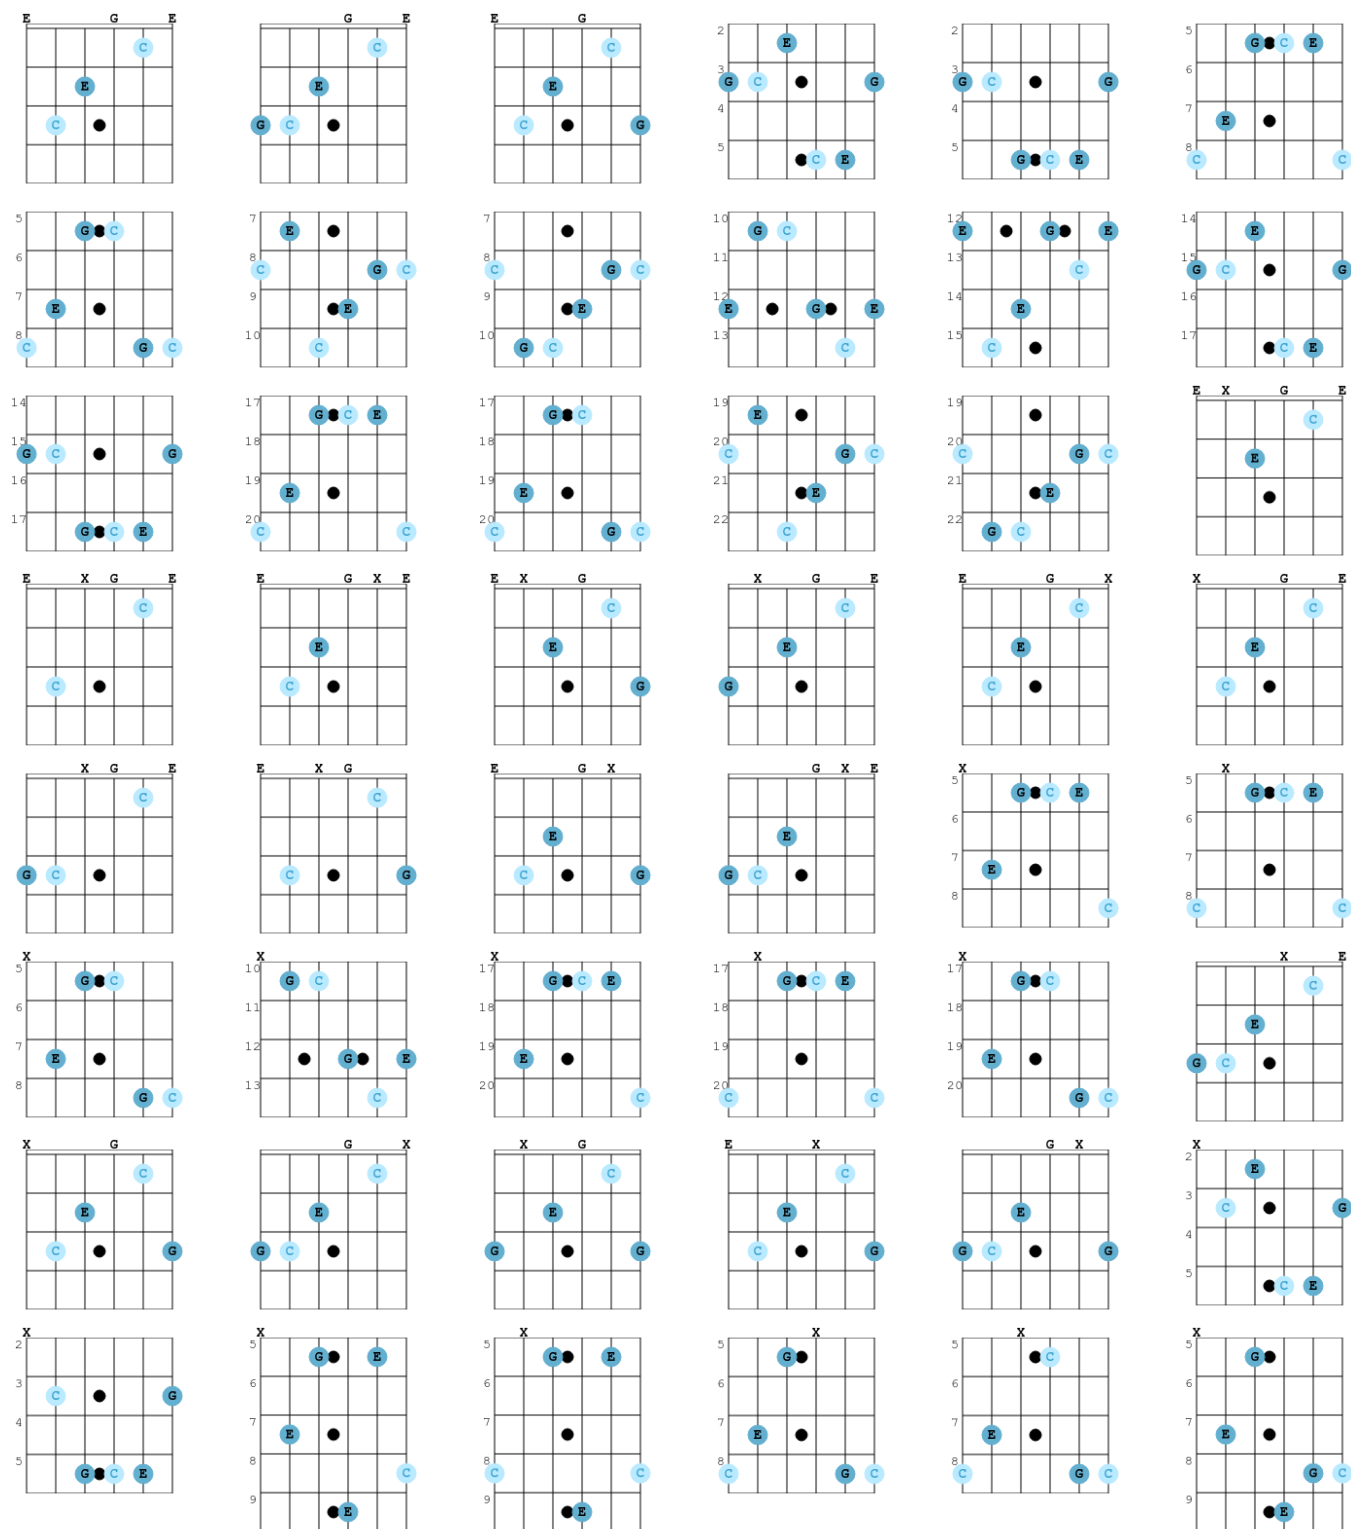 E G E G E E G
C C C 2 E 2 5 G C E
E E E 3 G C G 3 G C G 6
C G C C G 4 4 7 E
5 C E 5 G C E 8 C C
5 G C 7 E 7 10 G C 12 E G E 14 E
6 8 C G C 8 C G C 11 13 C 15 G C G
7 E 9 E 9 E 12 E G E 14 E 16
8 C G C 10 C 10 G C 13 C 15 C 17 C E
14 17 G C E 17 G C 19 E 19 E X G E
15 G C G 18 18 20 C G C 20 C G C C
16 19 E 19 E 21 E 21 E E
17 G C E 20 C C 20 C G C 22 C 22 G C
E X G E E G X E E X G X G E E G X X G E
C C C C C
E E E E E
C C G G C C
X G E E X G E G X G X E X X
C C 5 G C E 5 G C E
E E 6 6
G C C G C G G C 7 E 7
8 C 8 C C
X X X X X X E
5 G C 10 G C 17 G C E 17 G C E 17 G C C
6 11 18 18 18 E
7 E 12 G E 19 E 19 19 E G C
8 G C 13 C 20 C 20 C C 20 G C
X G G X X G E X G X X
C C C C 2 E
E E E E E 3 C G
C G G C G G C G G C G 4
5 C E
X X X X X X
2 5 G E 5 G E 5 G 5 C 5 G
3 C G 6 6 6 6 6
4 7 E 7 7 E 7 E 7 E
5 G C E 8 C 8 C C 8 C G C 8 C G C 8 G C
9 E 9 E 9 E